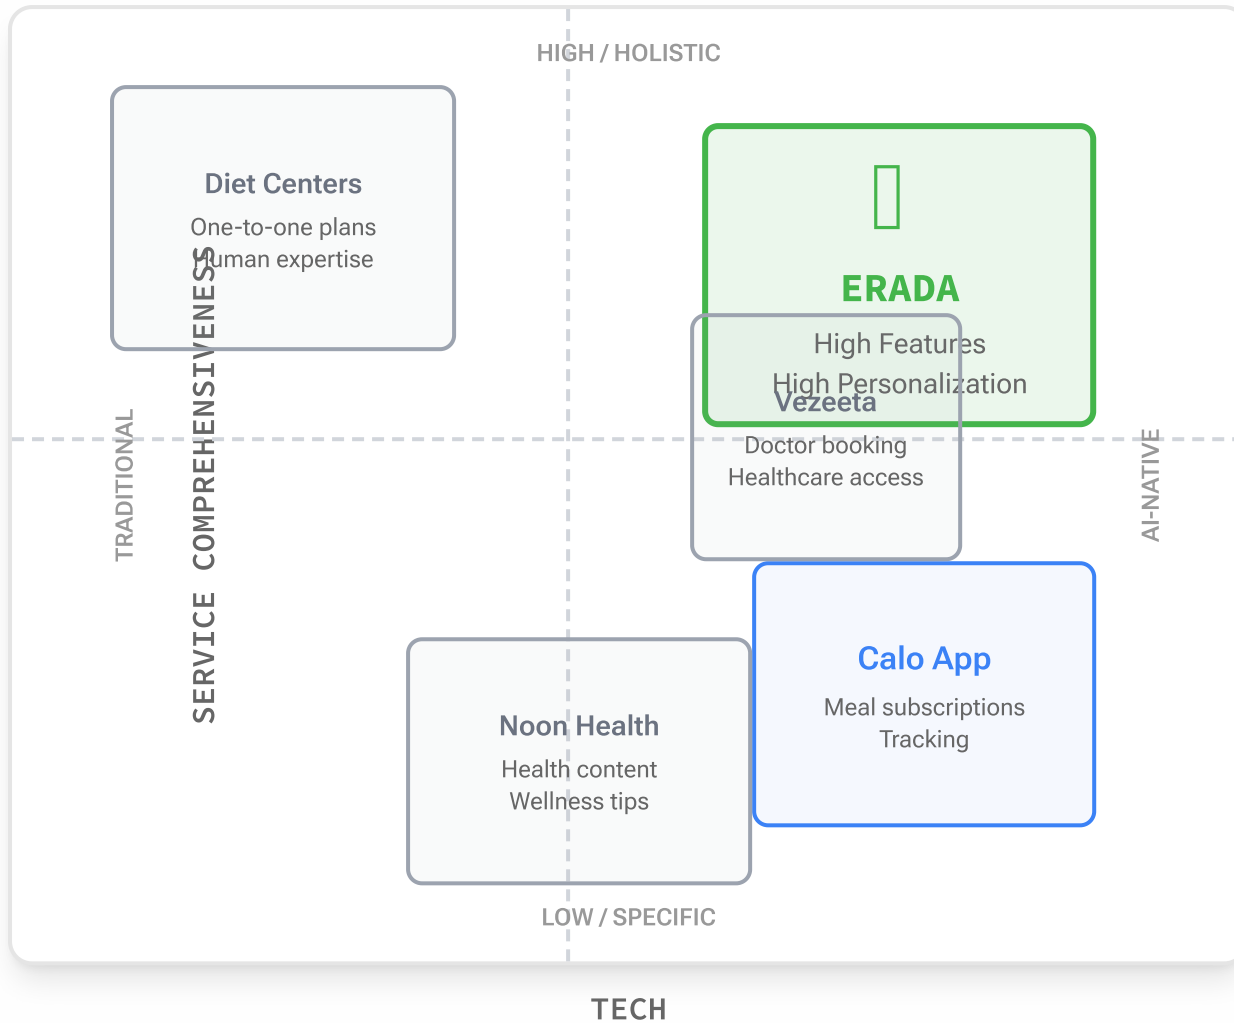 HIGH / HOLISTIC
Diet Centers
One-to-one plans
Human expertise
ERADA
High Features
High Personalization
Vezeeta
Doctor booking
Healthcare access
TRADITIONAL
SERVICE COMPREHENSIVENESS
AI-NATIVE
Calo App
Meal subscriptions
Tracking
Noon Health
Health content
Wellness tips
LOW / SPECIFIC
TECH